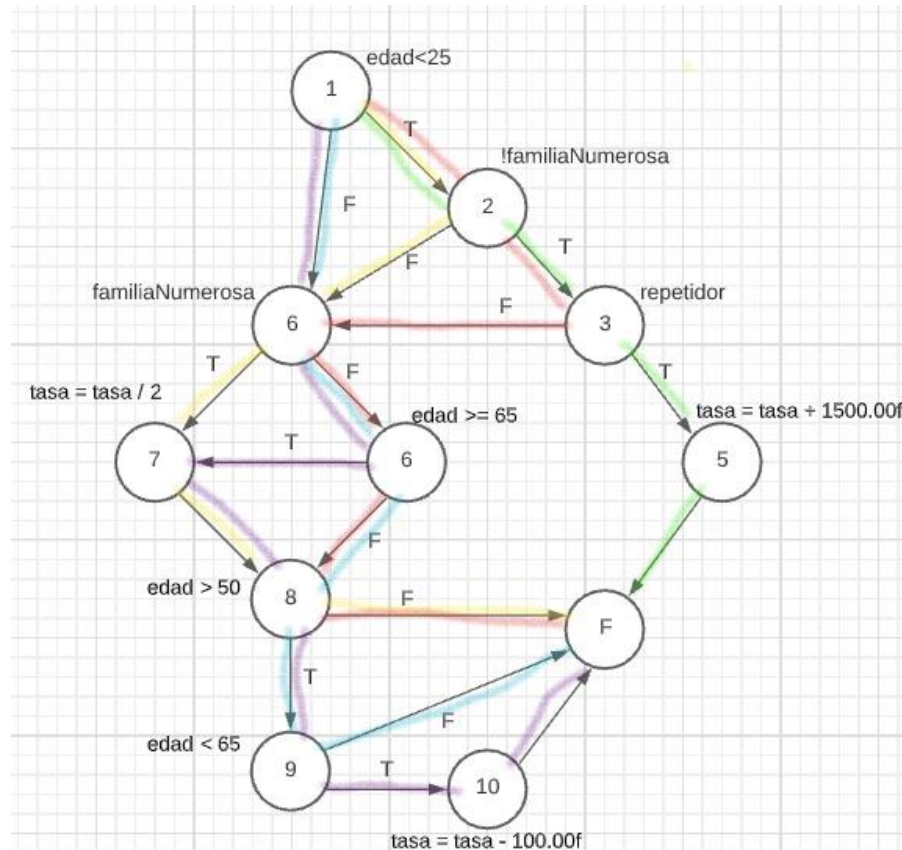 edad<25
1
T
!familiaNumerosa
F
2
T
F
familiaNumerosa
repetidor
6
F
3
T
F
T
tasa = tasa / 2
edad >= 65
tasa = tasa + 1500.00f
T
7
6
5
F
edad > 50
8
F
F
T
F
edad < 65
9
T
10
tasa = tasa - 100.00f